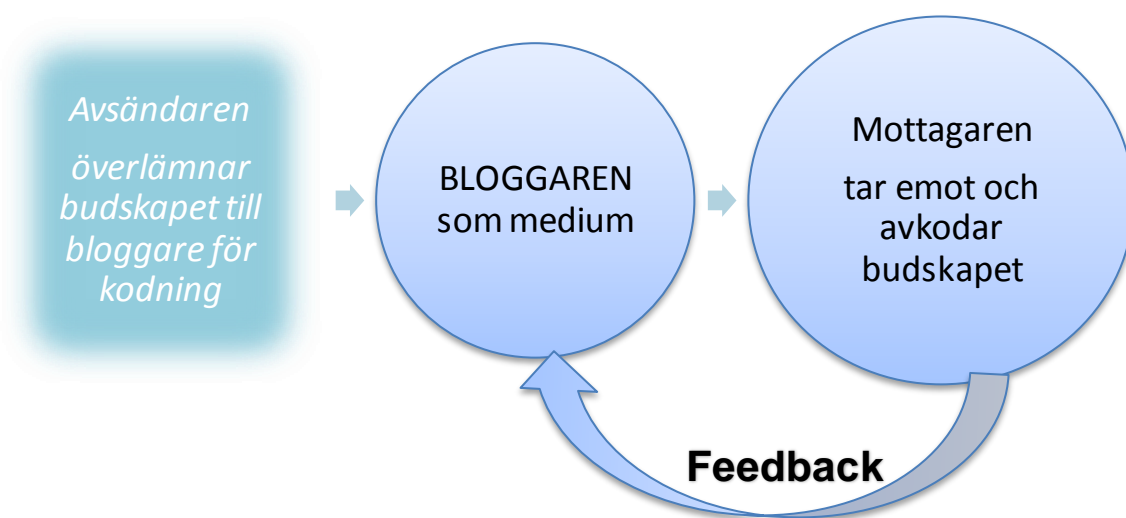 Avsändaren
överlämnar
budskapet till
bloggare för
kodning
BLOGGAREN
som medium
Mottagaren
tar emot och
avkodar
budskapet
Feedback